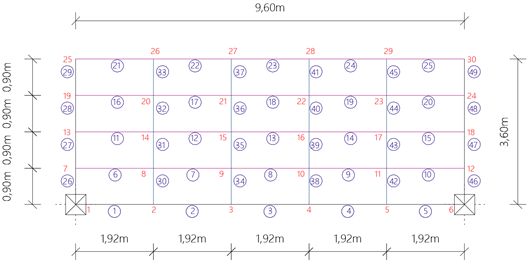 9,60m
26 27 28 29
25 21 22 23 24 25 30
29 33 37 41 45 49
0,90m
19 16 20 17 21 18 22 19 23 20 24
28 32 36 40 44 48
0,90m
3,60m
13 11 14 12 15 13 16 14 17 15 18
27 31 35 39 43 47
0,90m
7 6 8 7 9 8 10 9 11 10 12
26 30 34 38 42 46
0,90m
1 1 2 2 3 3 4 4 5 5 6
1,92m 1,92m 1,92m 1,92m 1,92m